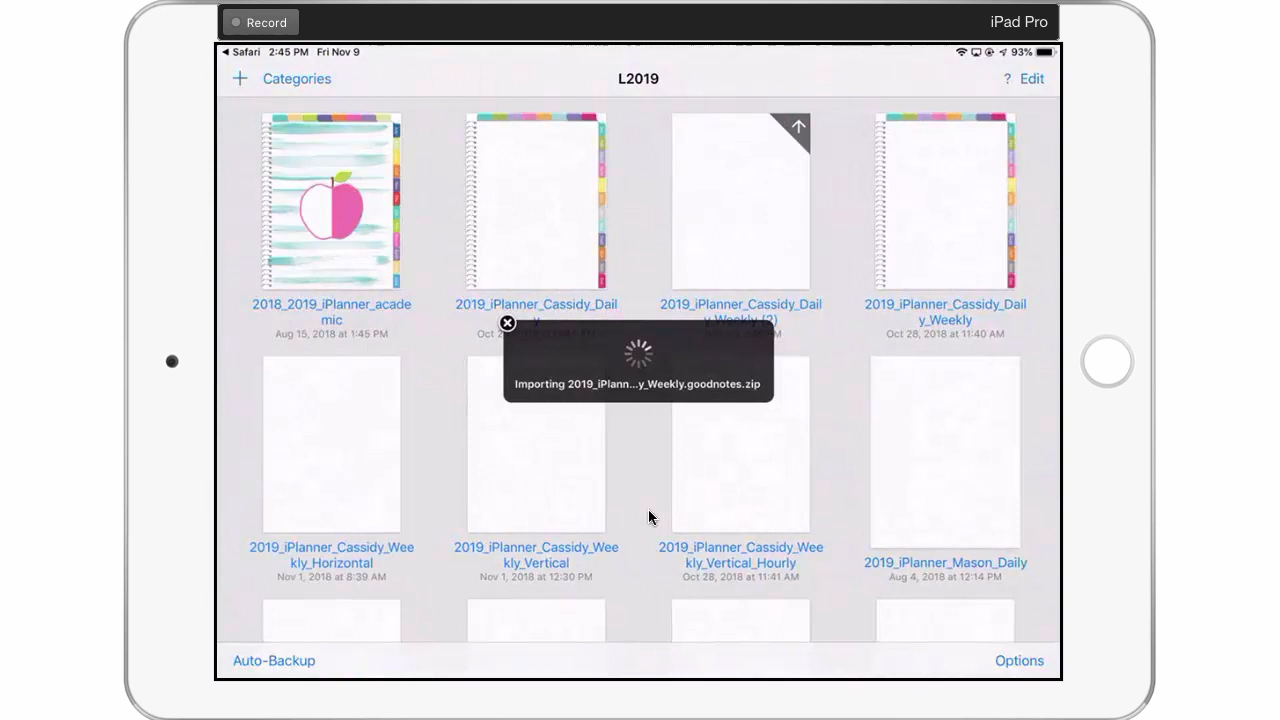 Record
iPad Pro
Safari 2:45 PM Fri Nov 9
93%
+ Categories
L2019
? Edit
2018_2019_iPlanner_acade
mic
Aug 15, 2018 at 1:45 PM
2019_iPlanner_Cassidy_Dail
y
Oct 2
2019_iPlanner_Cassidy_Dail
y_Weekly (2)
2019_iPlanner_Cassidy_Dail
y_Weekly
Oct 28, 2018 at 11:40 AM
Importing 2019_iPlann...y_Weekly.goodnotes.zip
2019_iPlanner_Cassidy_Wee
kly_Horizontal
Nov 1, 2018 at 8:39 AM
2019_iPlanner_Cassidy_Wee
kly_Vertical
Nov 1, 2018 at 12:30 PM
2019_iPlanner_Cassidy_Wee
kly_Vertical_Hourly
Oct 28, 2018 at 11:41 AM
2019_iPlanner_Mason_Daily
Aug 4, 2018 at 12:14 PM
Auto-Backup
Options